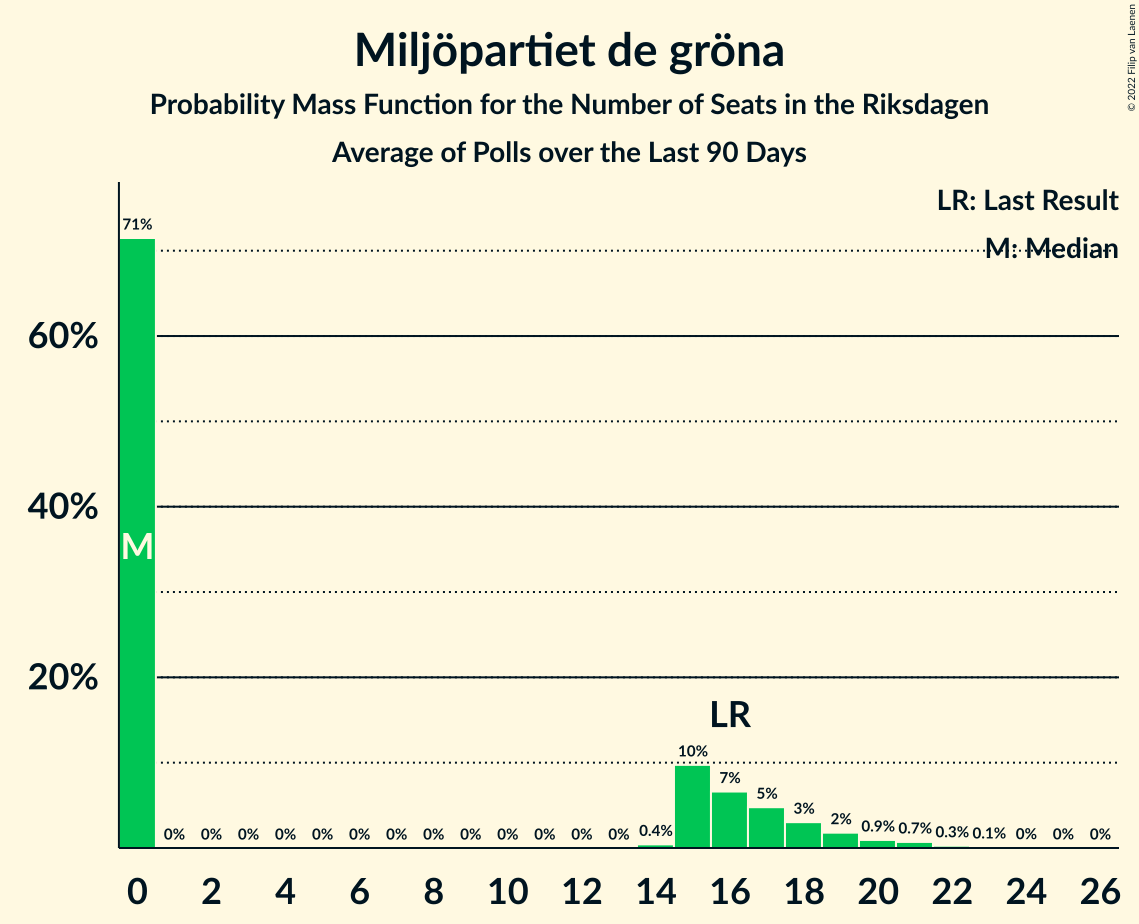 Miljöpartiet de gröna
Probability Mass Function for the Number of Seats in the Riksdagen
Average of Polls over the Last 90 Days
© 2022 Filip van Laenen
LR: Last Result
M: Median
71%
60%
40%
M
20%
LR
0% 0% 0% 0% 0% 0% 0% 0% 0% 0% 0% 0% 0% 0.4% 10% 7% 5% 3% 2% 0.9% 0.7% 0.3% 0.1% 0% 0% 0%
0 2 4 6 8 10 12 14 16 18 20 22 24 26